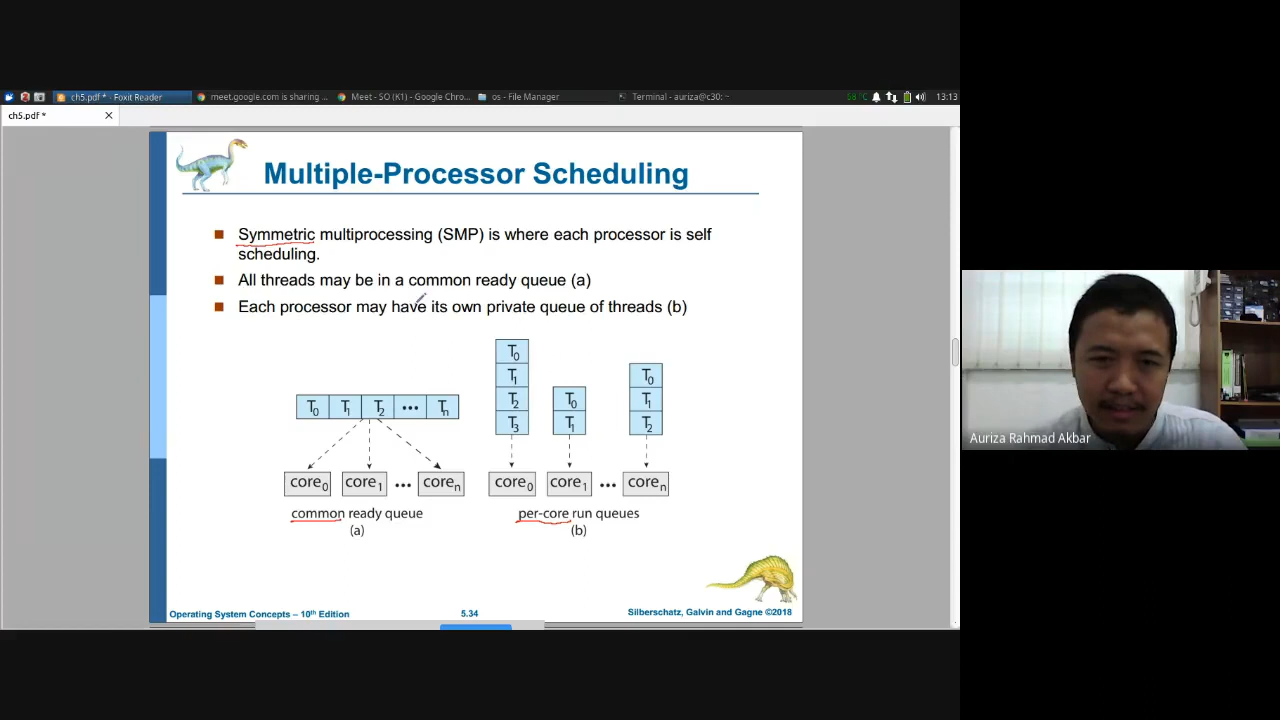 ch5.pdf * - Foxit Reader
meet.google.com is sharing ...
Meet - SO (K1) - Google Chro...
os - File Manager
Terminal - auriza@c30: ~
58 °C
13:13
ch5.pdf *
Multiple-Processor Scheduling
Symmetric multiprocessing (SMP) is where each processor is self
scheduling.
All threads may be in a common ready queue (a)
Each processor may have its own private queue of threads (b)
T0 T1 T2 ••• Tn
core0 core1 ••• coren
common ready queue
(a)
T0
T1
T2
T3
T0
T1
T0
T1
T2
core0 core1 ••• coren
per-core run queues
(b)
Operating System Concepts – 10th Edition
5.34
Silberschatz, Galvin and Gagne ©2018
Auriza Rahmad Akbar